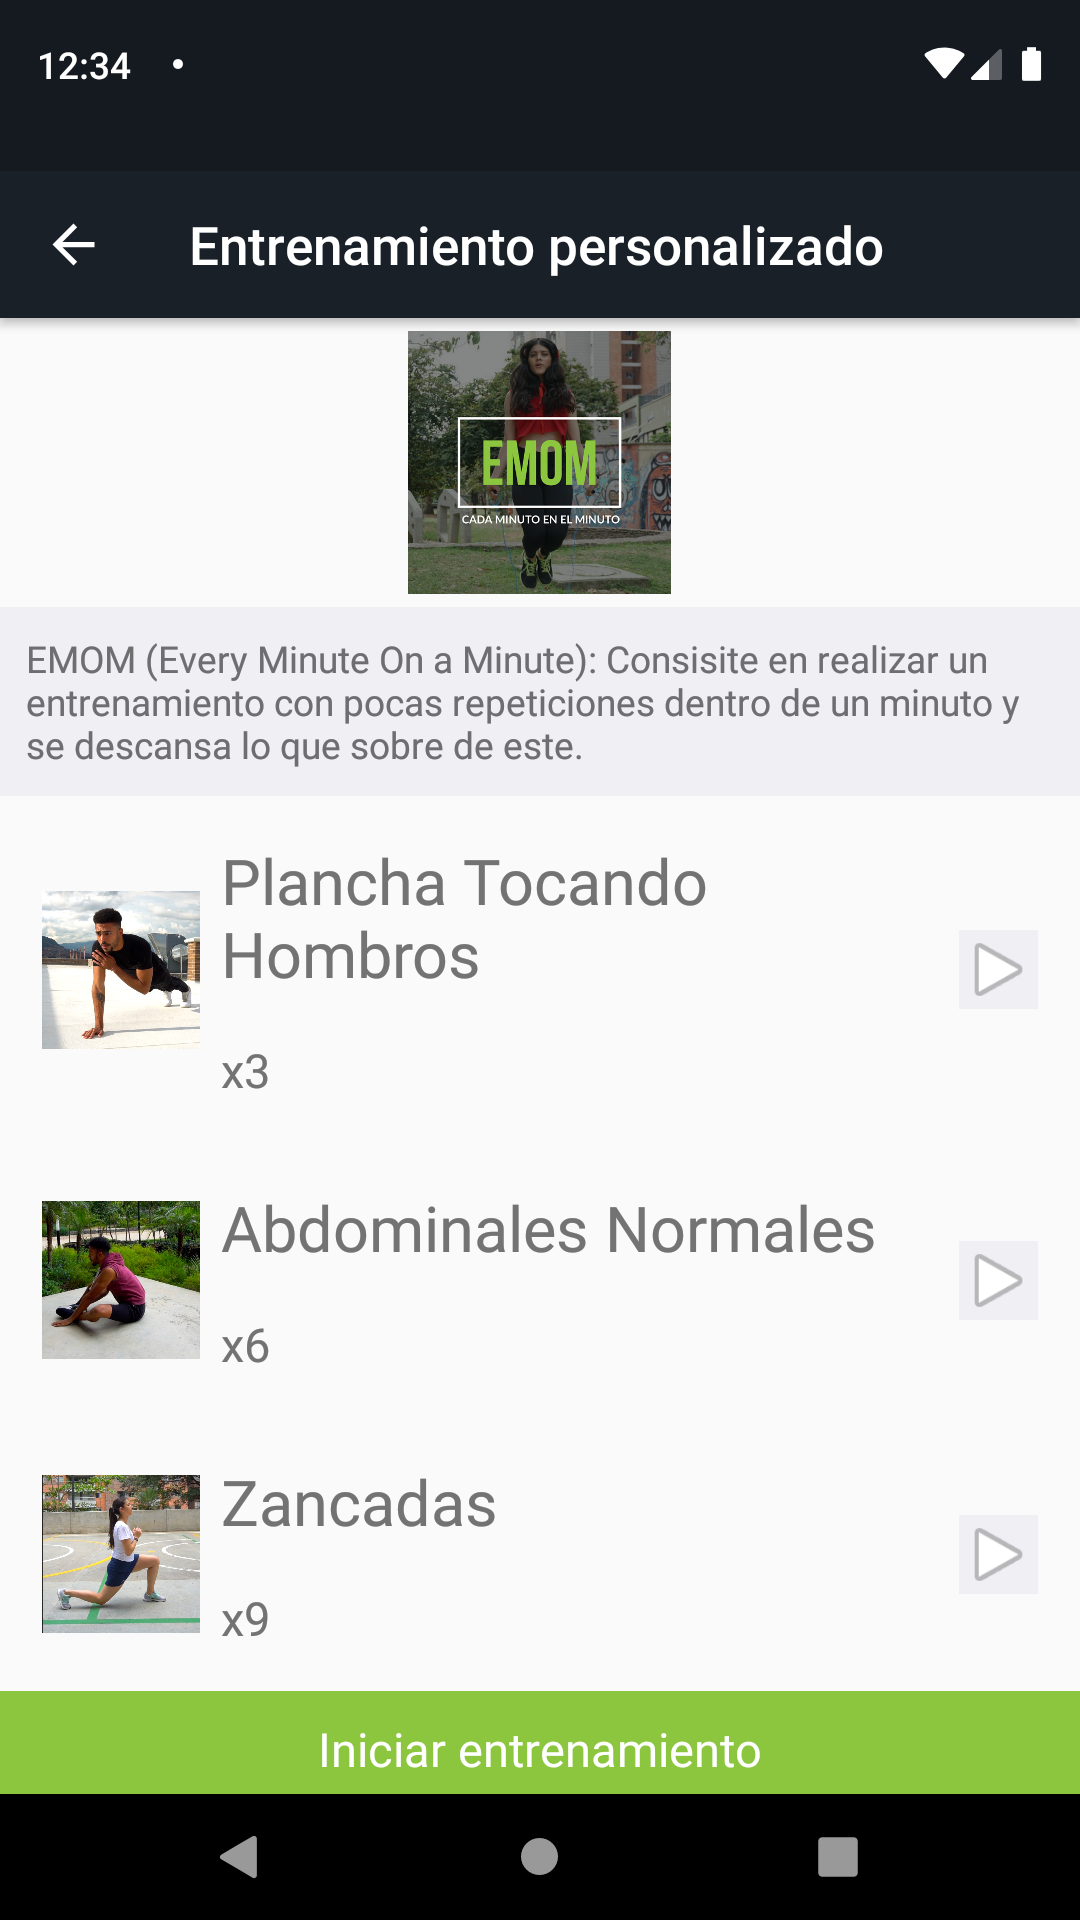 12:34
Entrenamiento personalizado
EMOM
CADA MINUTO EN EL MINUTO
EMOM (Every Minute On a Minute): Consisite en realizar un
entrenamiento con pocas repeticiones dentro de un minuto y
se descansa lo que sobre de este.
Plancha Tocando
Hombros
x3
Abdominales Normales
x6
Zancadas
x9
Iniciar entrenamiento